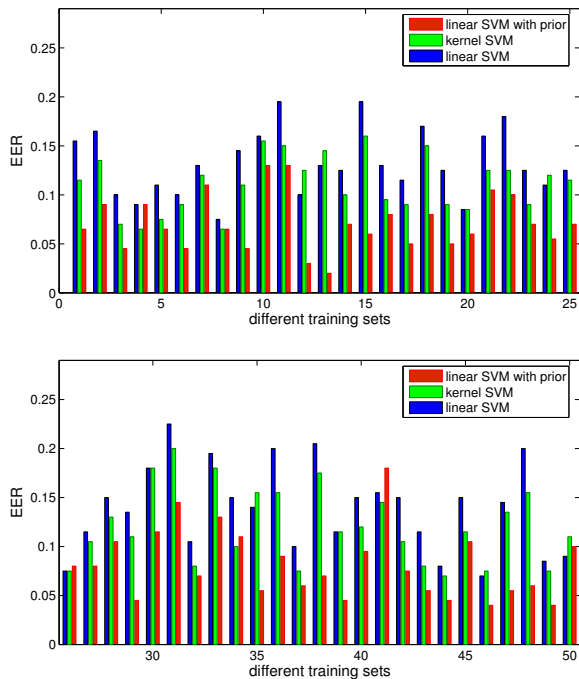 linear SVM with prior
kernel SVM
linear SVM
0.25
0.2
0.15
0.1
0.05
0
EER
0 5 10 15 20 25
different training sets
linear SVM with prior
kernel SVM
linear SVM
0.25
0.2
0.15
0.1
0.05
0
EER
30 35 40 45 50
different training sets